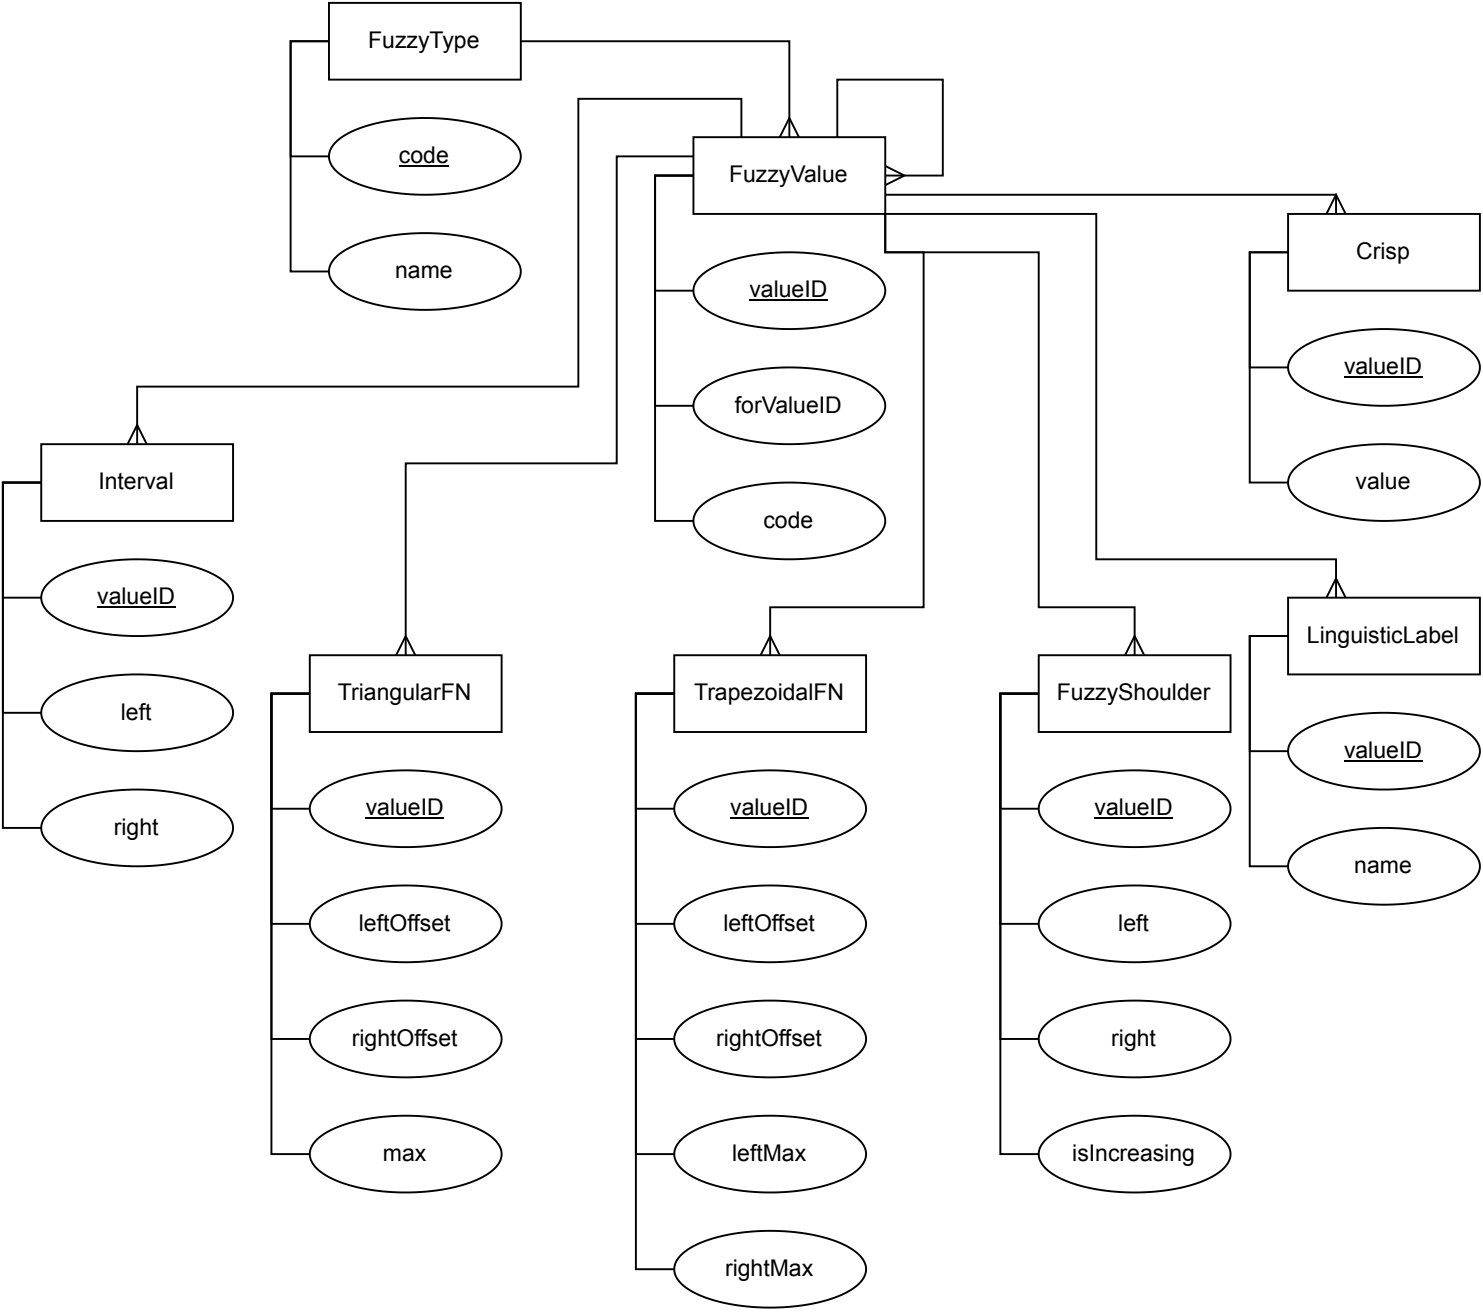 FuzzyType
code
name
FuzzyValue
valueID
forValueID
code
Crisp
valueID
value
Interval
valueID
left
right
TriangularFN
valueID
leftOffset
rightOffset
max
TrapezoidalFN
valueID
leftOffset
rightOffset
leftMax
rightMax
FuzzyShoulder
valueID
left
right
isIncreasing
LinguisticLabel
valueID
name